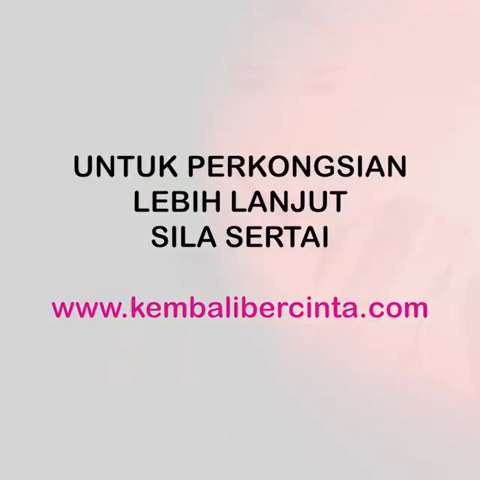 UNTUK PERKONGSIAN
LEBIH LANJUT
SILA SERTAI
www.kembalibercinta.com